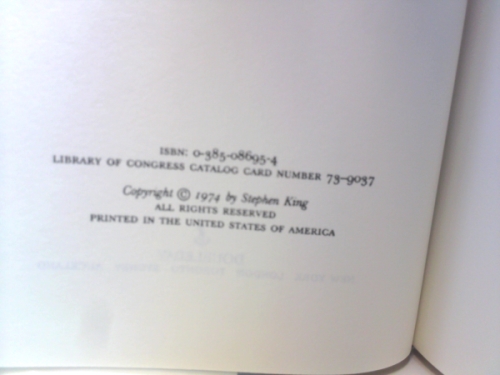 ISBN: 0-385-08695-4
LIBRARY OF CONGRESS CATALOG CARD NUMBER 73-9037
Copyright © 1974 by Stephen King
ALL RIGHTS RESERVED
PRINTED IN THE UNITED STATES OF AMERICA